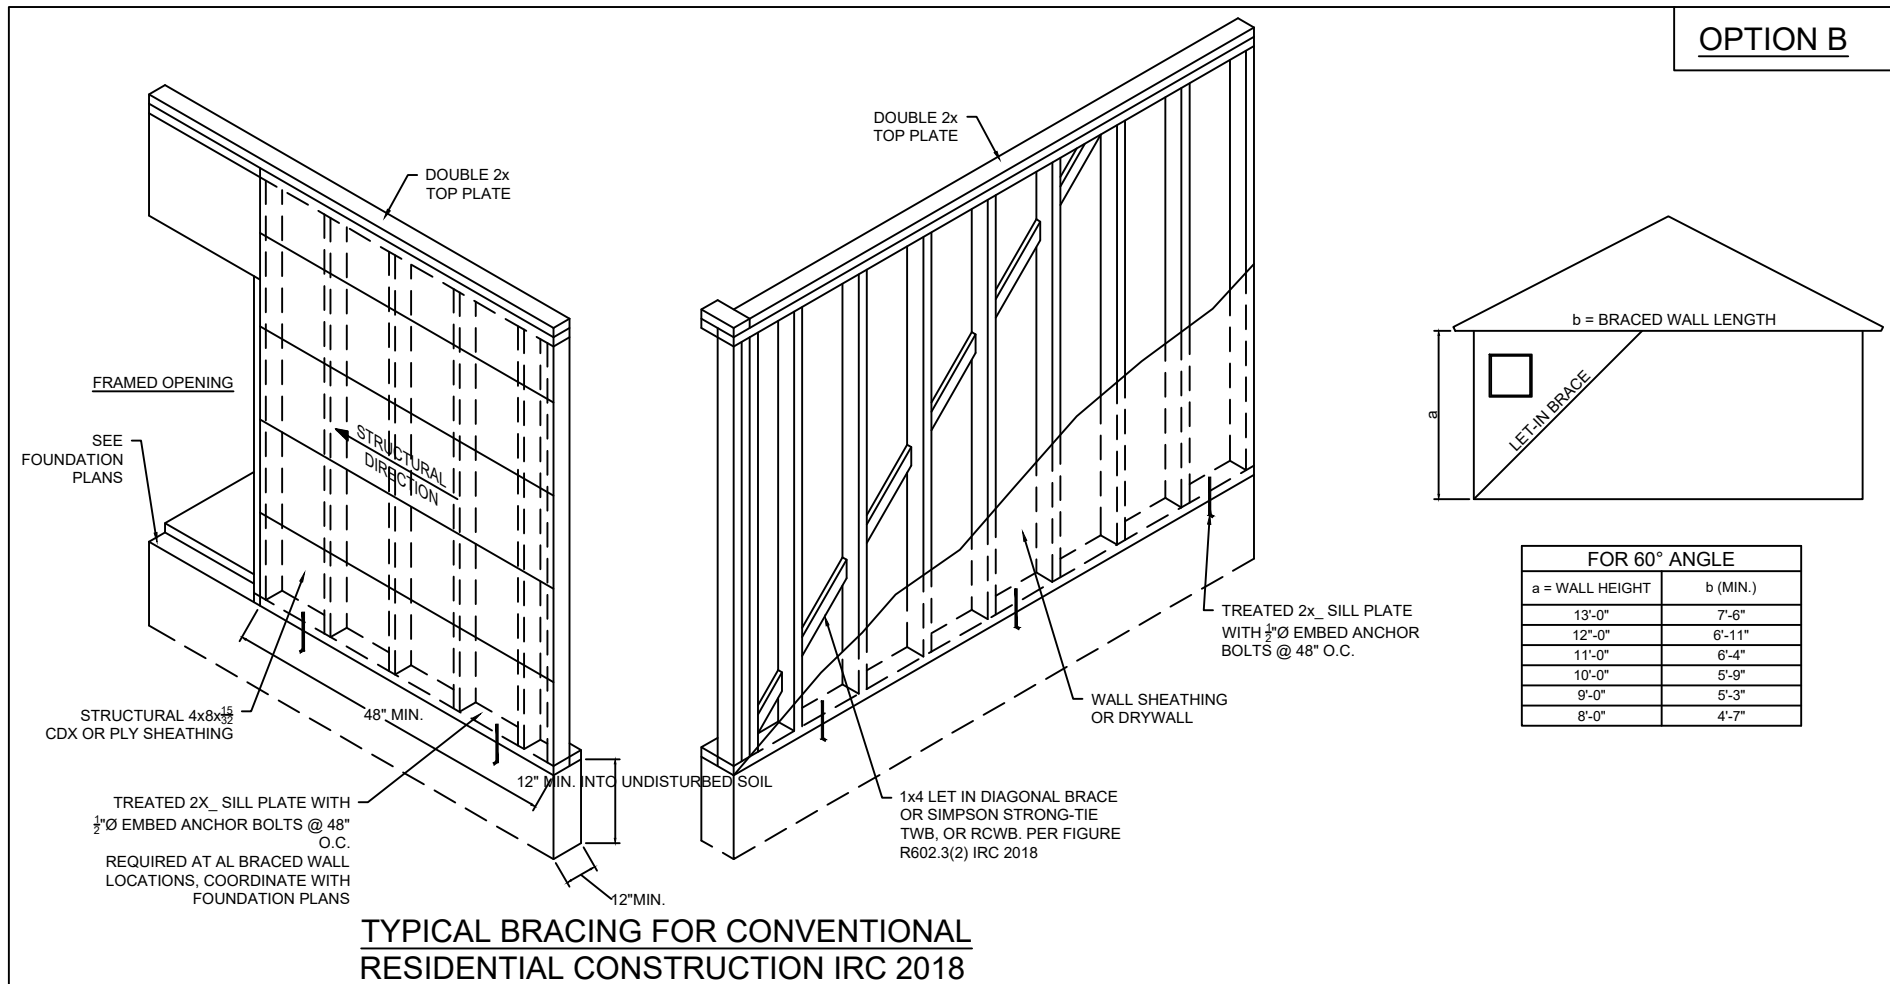 OPTION B
DOUBLE 2x
TOP PLATE
DOUBLE 2x
TOP PLATE
FRAMED OPENING
SEE
FOUNDATION
PLANS
STRUCTURAL
DIRECTION
STRUCTURAL 4x8x15/32
CDX OR PLY SHEATHING
48" MIN.
12" MIN. INTO UNDISTURBED SOIL
TREATED 2X_ SILL PLATE WITH
1/2"Ø EMBED ANCHOR BOLTS @ 48"
O.C.
REQUIRED AT AL BRACED WALL
LOCATIONS, COORDINATE WITH
FOUNDATION PLANS
12"MIN.
TREATED 2x_ SILL PLATE
WITH 1/2"Ø EMBED ANCHOR
BOLTS @ 48" O.C.
WALL SHEATHING
OR DRYWALL
1x4 LET IN DIAGONAL BRACE
OR SIMPSON STRONG-TIE
TWB, OR RCWB. PER FIGURE
R602.3(2) IRC 2018
b = BRACED WALL LENGTH
a
LET-IN BRACE
FOR 60° ANGLE
a = WALL HEIGHT b (MIN.)
13'-0" 7'-6"
12"-0" 6'-11"
11'-0" 6'-4"
10'-0" 5'-9"
9'-0" 5'-3"
8'-0" 4'-7"
TYPICAL BRACING FOR CONVENTIONAL
RESIDENTIAL CONSTRUCTION IRC 2018